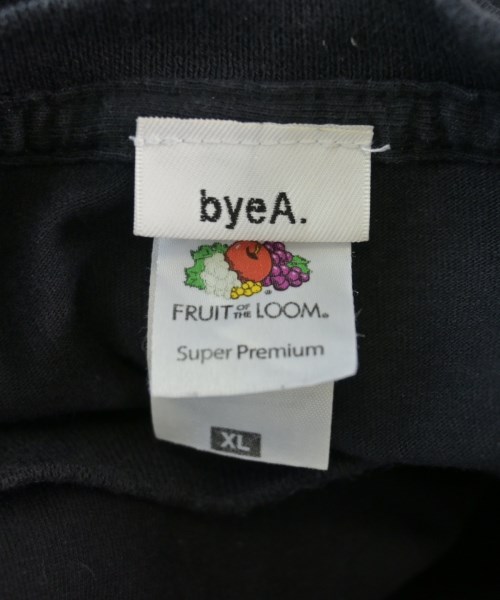 byeA.
FRUIT OF THE LOOM®
Super Premium
XL